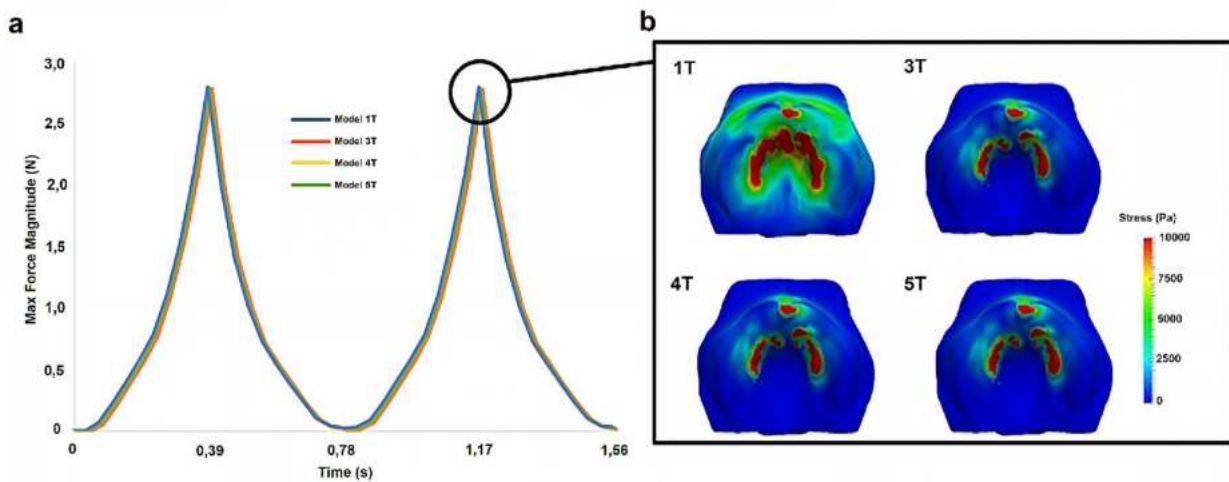 a
3,0
2,5
2,0
1,5
1,0
0,5
0
Max Force Magnitude (N)
Model 1T
Model 3T
Model 4T
Model 5T
0
0,39
0,78
1,17
1,56
Time (s)
b
1T
3T
4T
5T
Stress (Pa)
10000
7500
5000
2500
0